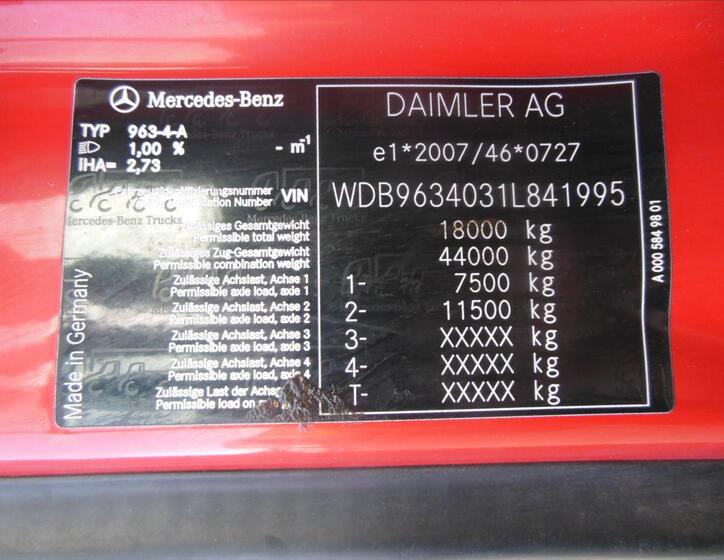 Mercedes-Benz
DAIMLER AG
TYP 963-4-A
1,00 % - m⁻¹
iHA= 2,73
e1*2007/46*0727
Fahrzeugidentifizierungsnummer
Identification Number VIN WDB9634031L841995
Mercedes-Benz Trucks
Zulässiges Gesamtgewicht
Permissible total weight 18000 kg
Zulässiges Zug-Gesamtgewicht
Permissible combination weight 44000 kg
Zulässige Achslast, Achse 1
Permissible axle load, axle 1 1- 7500 kg
Zulässige Achslast, Achse 2
Permissible axle load, axle 2 2- 11500 kg
Zulässige Achslast, Achse 3
Permissible axle load, axle 3 3- XXXXX kg
Zulässige Achslast, Achse 4
Permissible axle load, axle 4 4- XXXXX kg
Zulässige Last der
Permissible load on T- XXXXX kg
Made in Germany
A 000 584 98 01